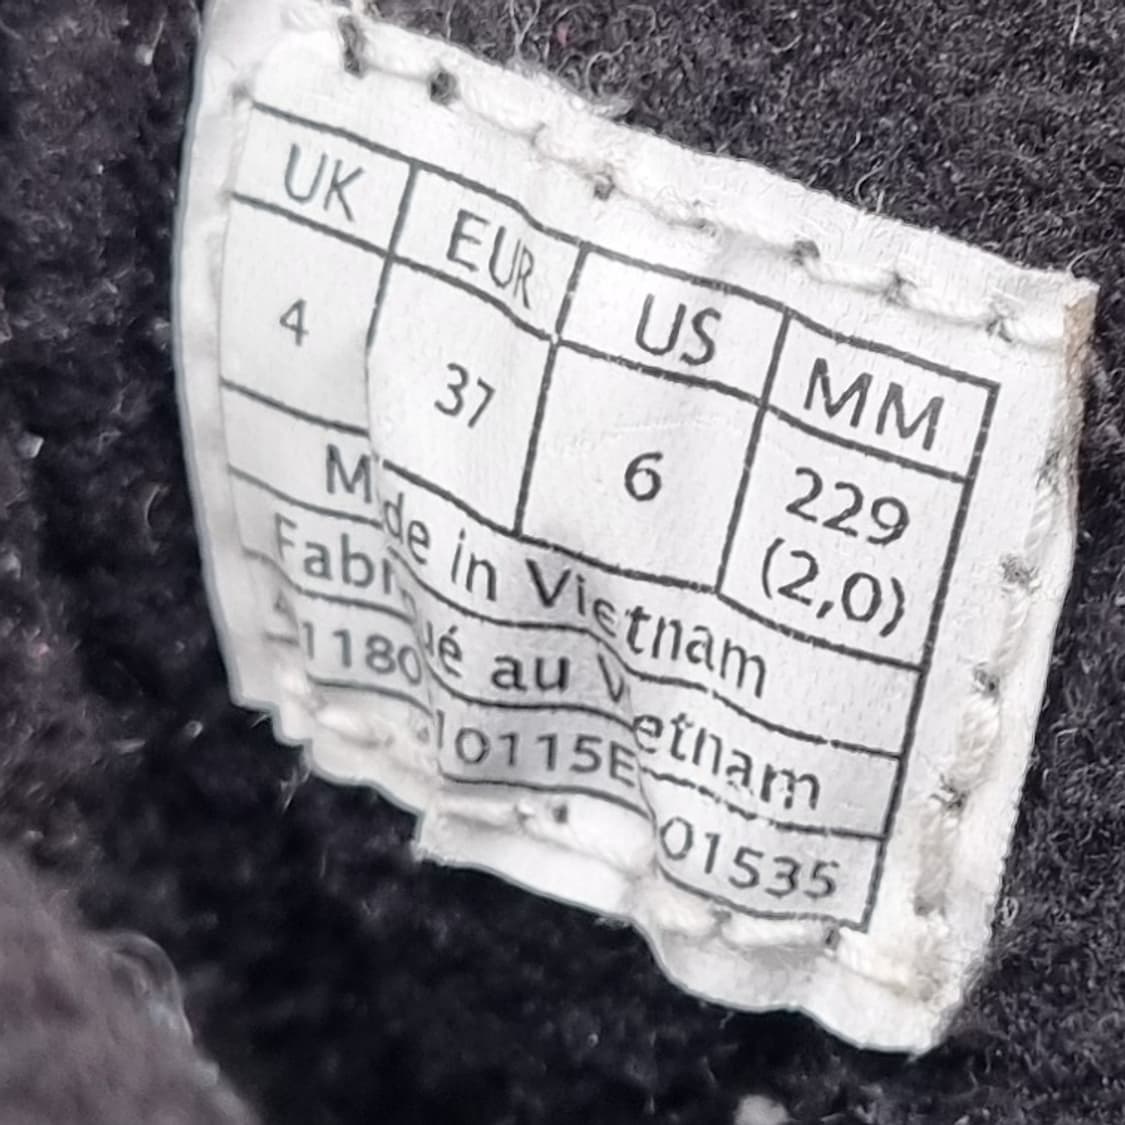 UK EUR US MM
4 37 6 229
(2,0)
Made in Vietnam
Fabriqué au Vietnam
01535